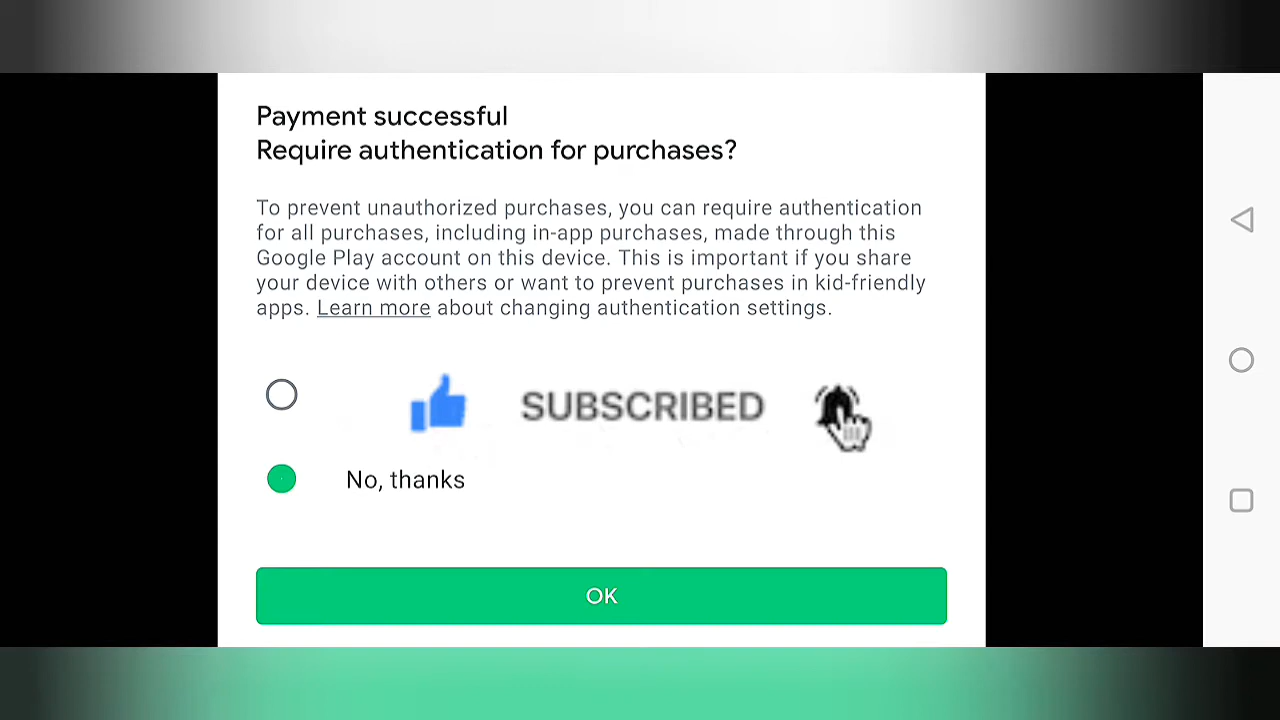 Payment successful
Require authentication for purchases?
To prevent unauthorized purchases, you can require authentication
for all purchases, including in-app purchases, made through this
Google Play account on this device. This is important if you share
your device with others or want to prevent purchases in kid-friendly
apps. Learn more about changing authentication settings.
SUBSCRIBED
No, thanks
OK